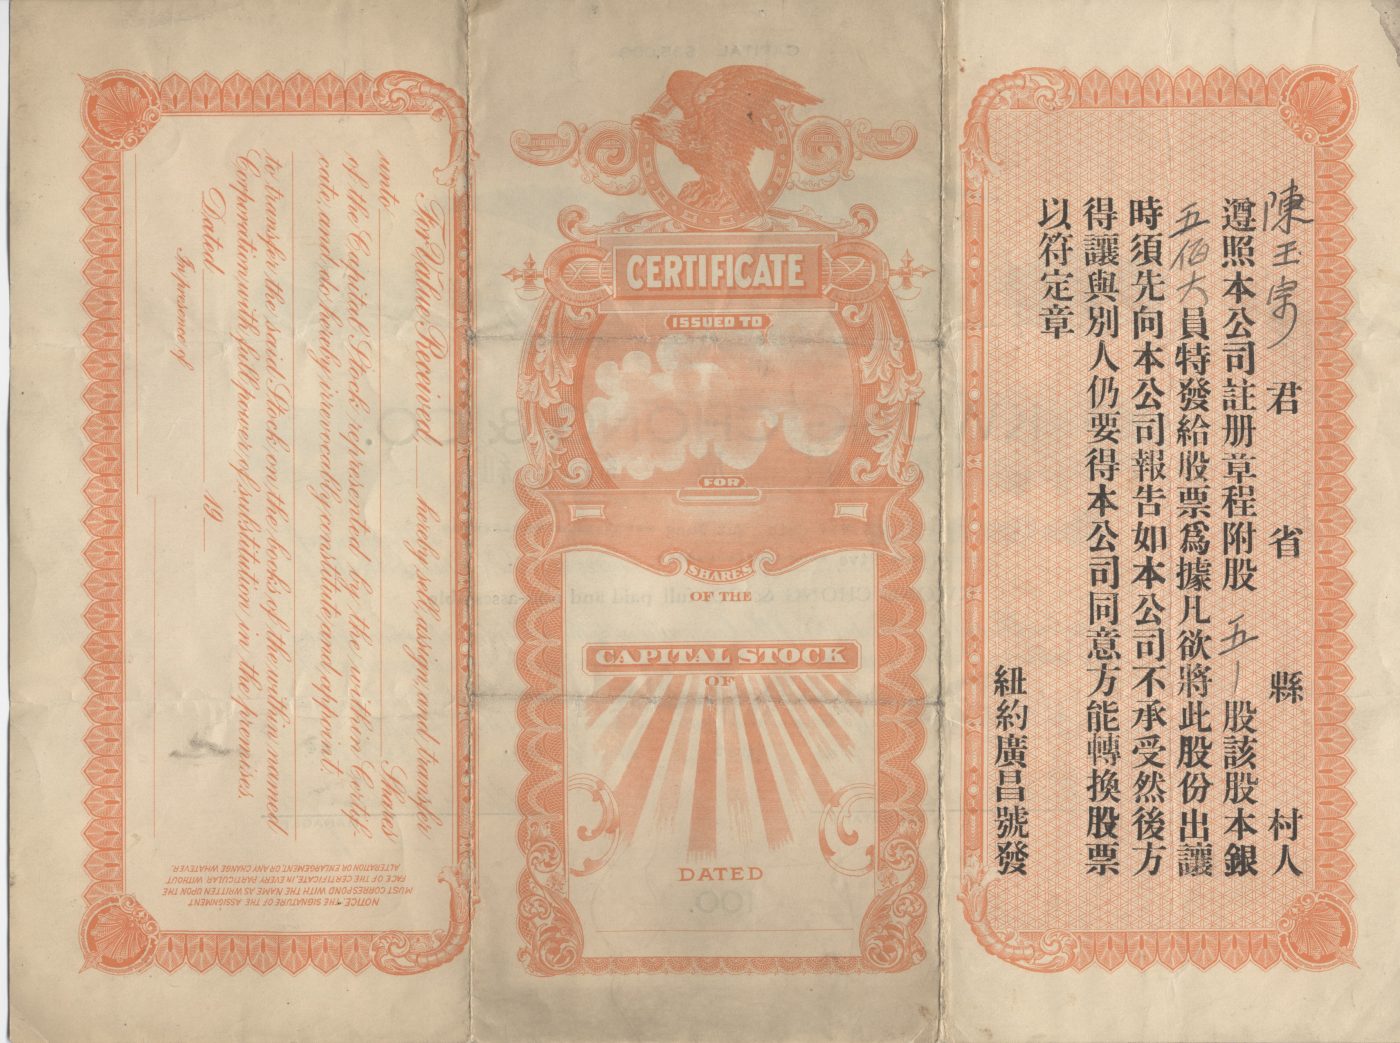 For Value Received, hereby sell, assign and transfer
unto
Shares
of the Capital Stock represented by the within Certifi-
cate, and do hereby irrevocably constitute and appoint
to transfer the said Stock on the books of the within named
Corporation with full power of substitution in the premises.
Dated 19
In presence of
NOTICE. THE SIGNATURE OF THE ASSIGNMENT
MUST CORRESPOND WITH THE NAME AS WRITTEN UPON THE
FACE OF THE CERTIFICATE, IN EVERY PARTICULAR WITHOUT
ALTERATION OR ENLARGEMENT, OR ANY CHANGE WHATEVER.
CERTIFICATE
ISSUED TO
FOR
SHARES
OF THE
CAPITAL STOCK
OF
DATED
陳玉宗君省縣村人
遵照本公司註册章程附股五股該股本銀
五佰大員特發給股票爲據凡欲將此股份出讓
時須先向本公司報告如本公司不承受然後方
得讓與別人仍要得本公司同意方能轉換股票
以符定章
紐約廣昌號發